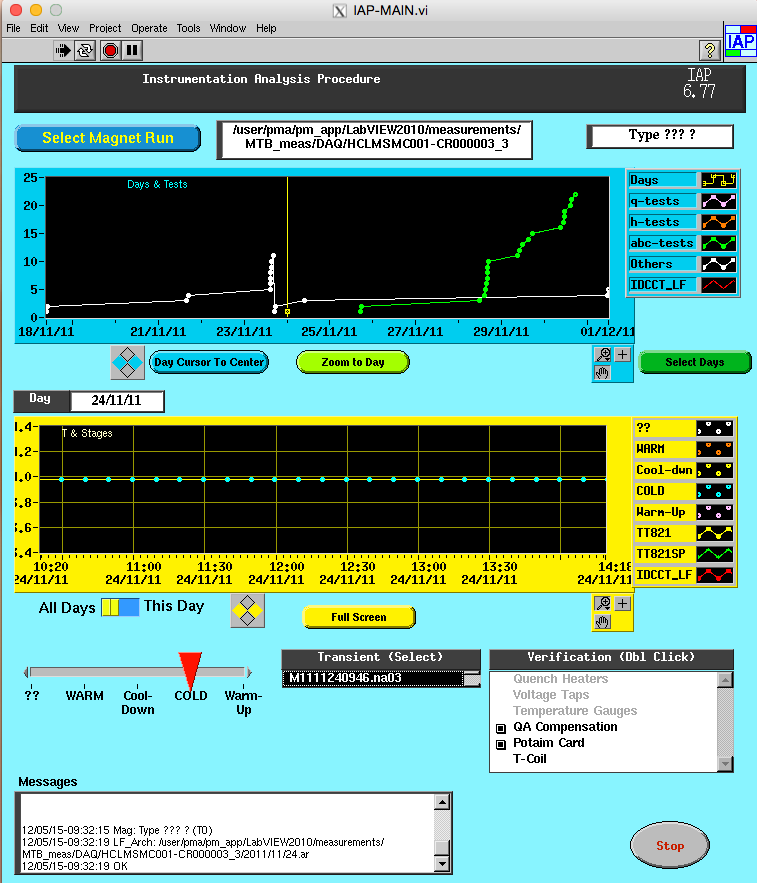 IAP-MAIN.vi
File Edit View Project Operate Tools Window Help
IAP
Instrumentation Analysis Procedure
IAP
6.77
Select Magnet Run
/user/pma/pm_app/LabVIEW2010/measurements/
MTB_meas/DAQ/HCLMSMC001-CR000003_3
Type ??? ?
Days & Tests
25
20
15
10
5
0
18/11/11 21/11/11 23/11/11 25/11/11 27/11/11 29/11/11 01/12/11
Days
q-tests
h-tests
abc-tests
Others
IDCCT_LF
Day Cursor To Center
Zoom to Day
Select Days
Day 24/11/11
T & Stages
.4
.2
.0
.8
.6
.4
10:20 11:00 11:30 12:00 12:30 13:00 13:30 14:18
24/11/11 24/11/11 24/11/11 24/11/11 24/11/11 24/11/11 24/11/11 24/11/11
??
WARM
Cool-dwn
COLD
Warm-Up
TT821
TT821SP
IDCCT_LF
All Days This Day
Full Screen
?? WARM Cool-Down COLD Warm-Up
Transient (Select)
M1111240946.na03
Verification (Dbl Click)
Quench Heaters
Voltage Taps
Temperature Gauges
QA Compensation
Potaim Card
T-Coil
Messages
12/05/15-09:32:15 Mag: Type ??? ? (T0)
12/05/15-09:32:19 LF_Arch: /user/pma/pm_app/LabVIEW2010/measurements/
MTB_meas/DAQ/HCLMSMC001-CR000003_3/2011/11/24.ar
12/05/15-09:32:19 OK
Stop